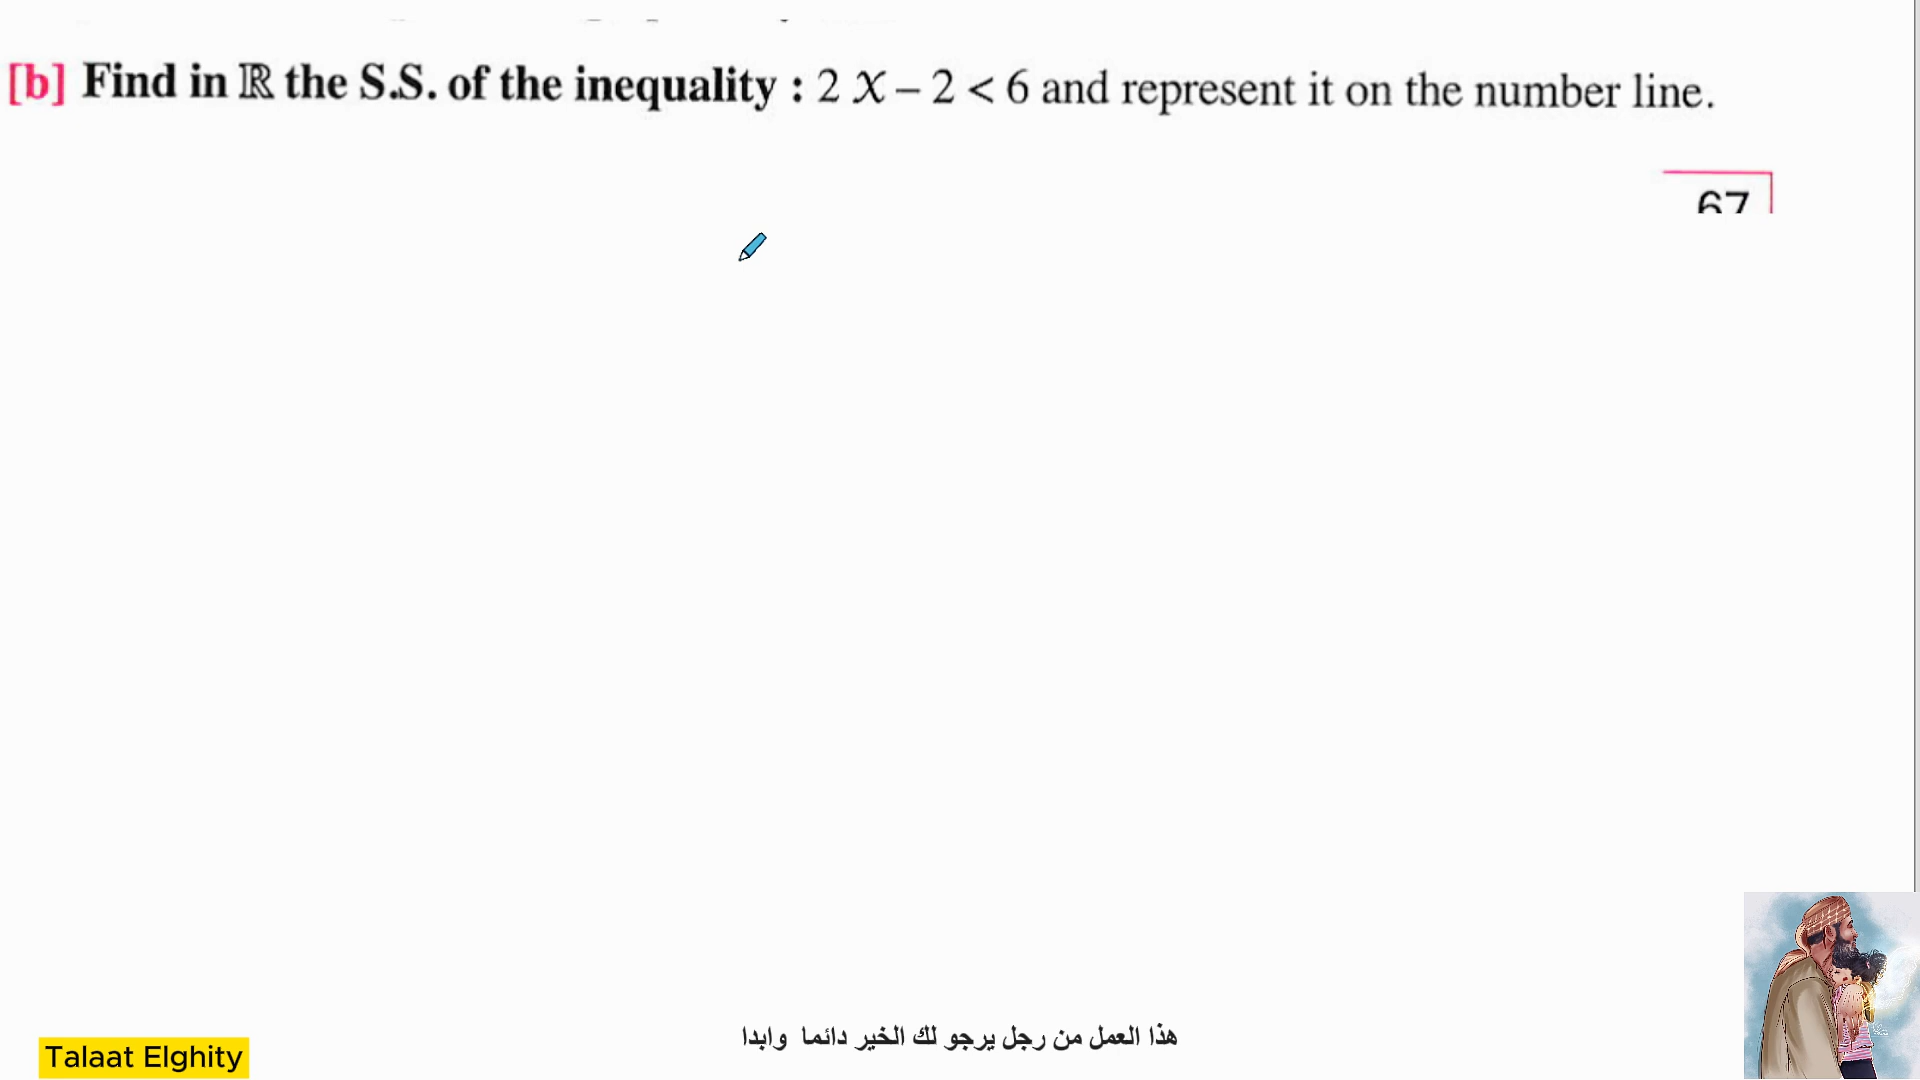 [b] Find in ℝ the S.S. of the inequality : 2 X – 2 < 6 and represent it on the number line.
67
هذا العمل من رجل يرجو لك الخير دائما وابدا
Talaat Elghity